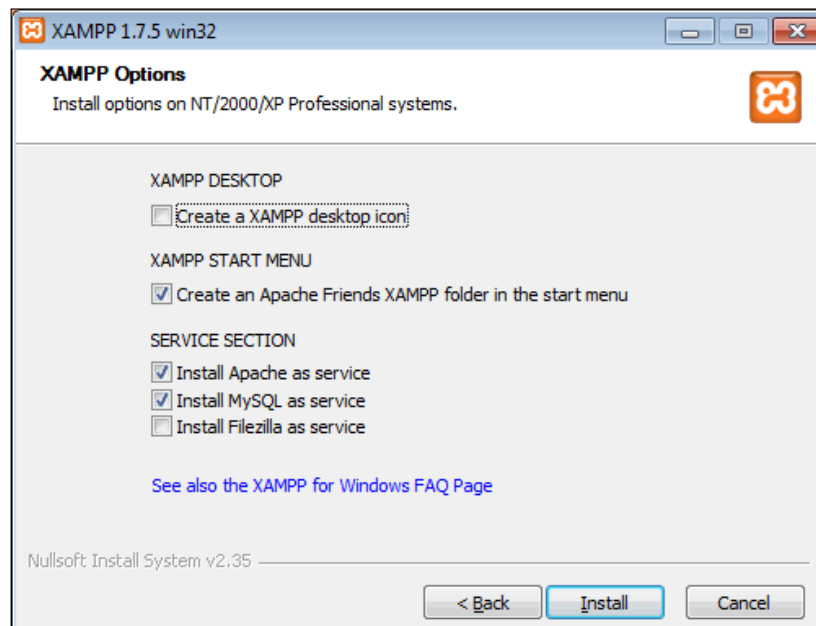 XAMPP 1.7.5 win32
XAMPP Options
Install options on NT/2000/XP Professional systems.
XAMPP DESKTOP
Create a XAMPP desktop icon
XAMPP START MENU
Create an Apache Friends XAMPP folder in the start menu
SERVICE SECTION
Install Apache as service
Install MySQL as service
Install Filezilla as service
See also the XAMPP for Windows FAQ Page
Nullsoft Install System v2.35
< Back Install Cancel